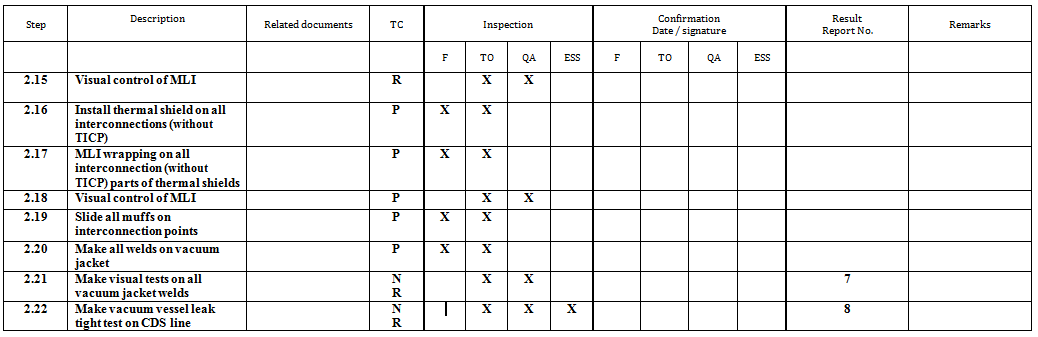 Step Description Related documents TC Inspection Confirmation Date / signature Result Report No. Remarks
F TO QA ESS F TO QA ESS
2.15 Visual control of MLI R X X
2.16 Install thermal shield on all P X X
interconnections (without
TICP)
2.17 MLI wrapping on all P X X
interconnection (without
TICP) parts of thermal shields
2.18 Visual control of MLI P X X
2.19 Slide all muffs on P X X
interconnection points
2.20 Make all welds on vacuum P X X
jacket
2.21 Make visual tests on all N X X 7
vacuum jacket welds R
2.22 Make vacuum vessel leak N X X X 8
tight test on CDS line R